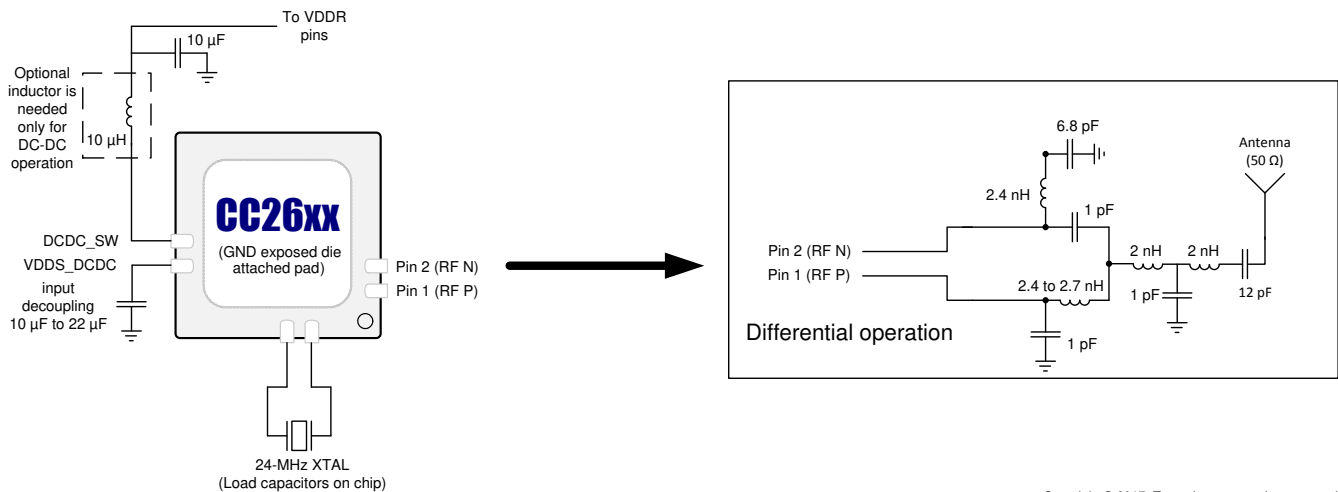 To VDDR
pins
10 µF
Optional
inductor is
needed
only for
DC-DC
operation
10 µH
CC26xx
(GND exposed die
attached pad)
DCDC_SW
VDDS_DCDC
input
decoupling
10 µF to 22 µF
Pin 2 (RF N)
Pin 1 (RF P)
24-MHz XTAL
(Load capacitors on chip)
6.8 pF
Antenna
(50 Ω)
2.4 nH
1 pF
Pin 2 (RF N)
Pin 1 (RF P)
2 nH
2 nH
2.4 to 2.7 nH
1 pF
12 pF
Differential operation
1 pF